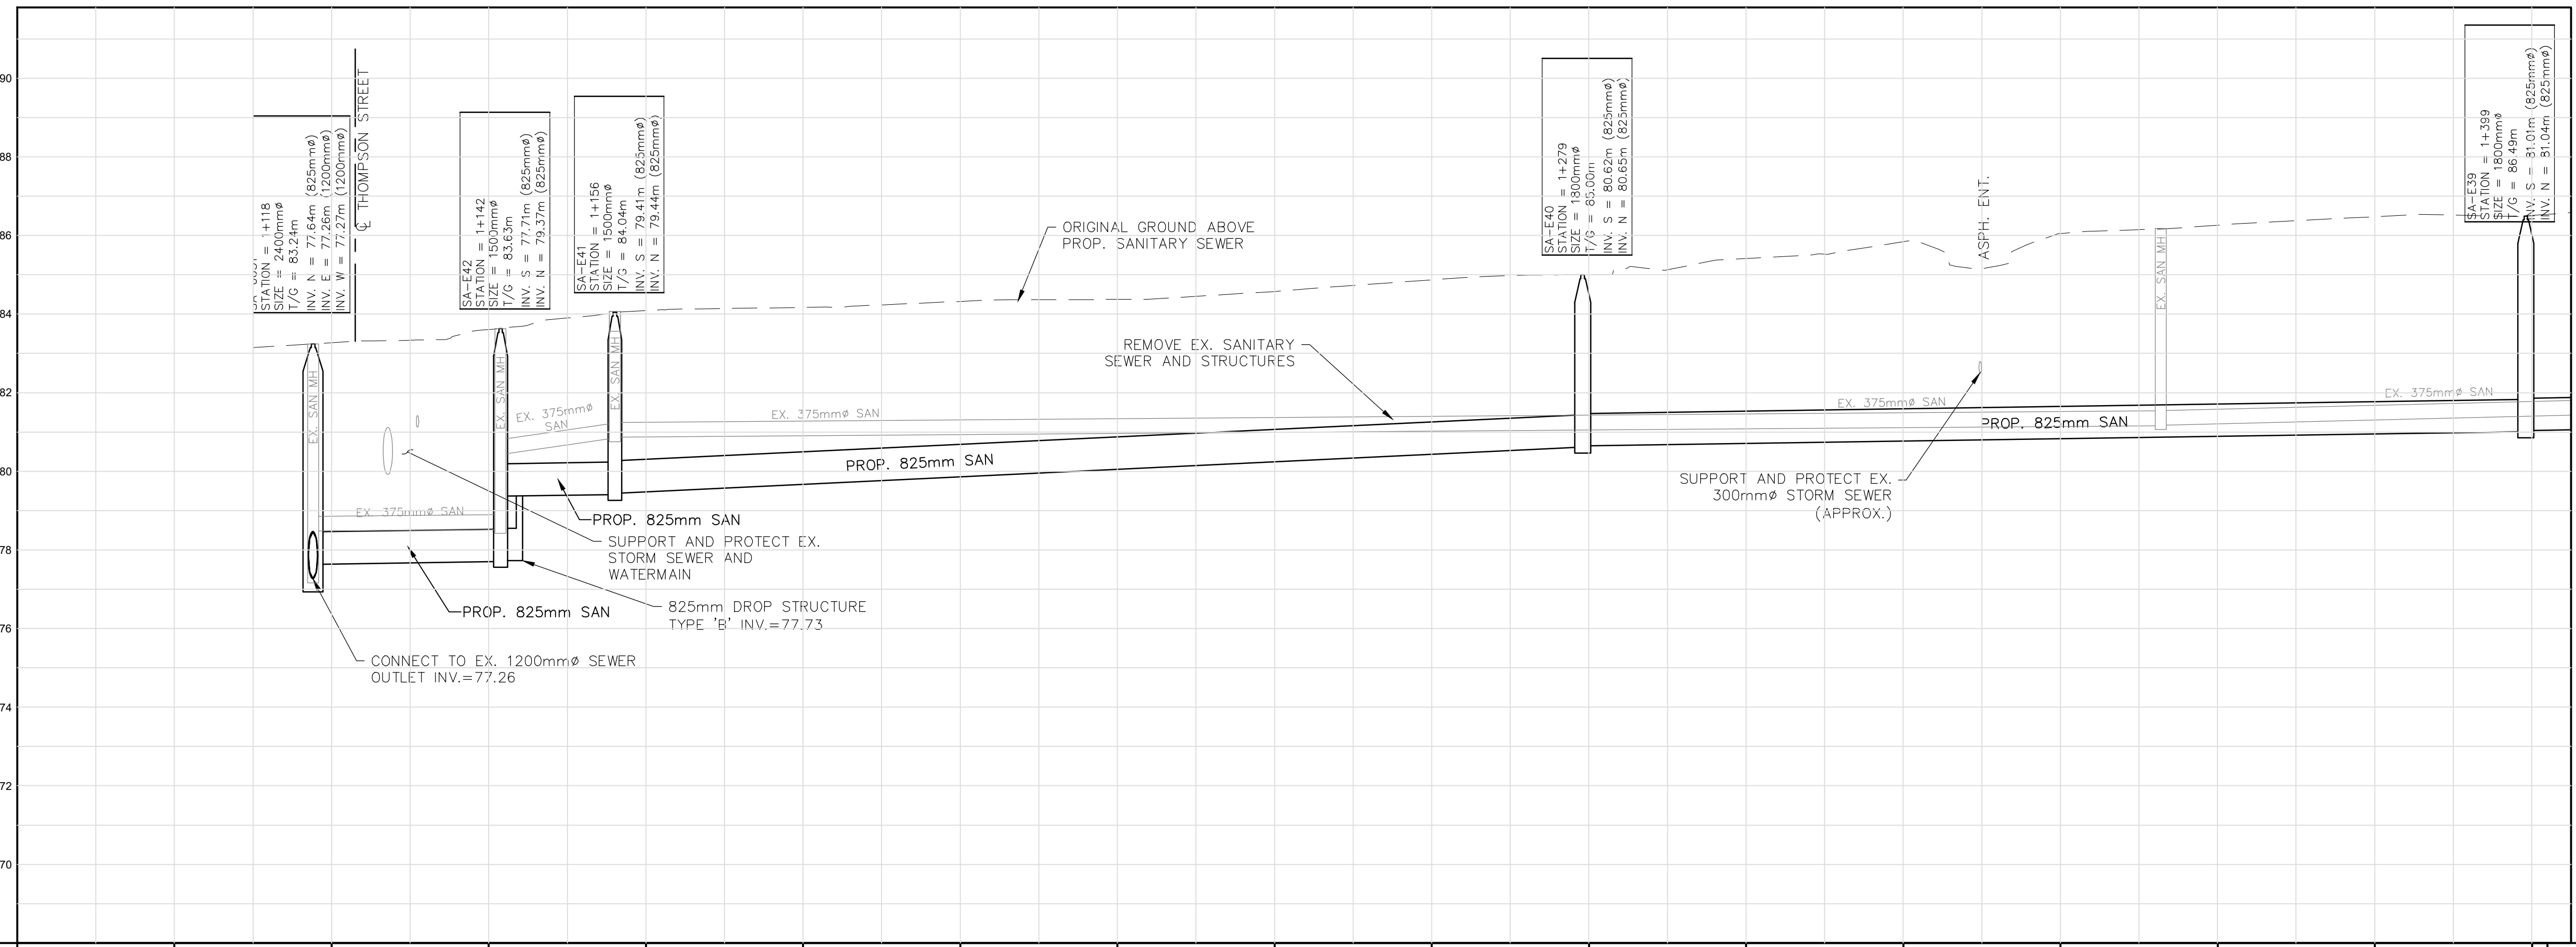 90
88
86
84
82
80
78
76
74
72
70
STATION = 1+118
SIZE = 2400mmø
T/G = 83.24m
INV. N = 77.64m (825mmø)
INV. E = 77.26m (1200mmø)
INV. W = 77.27m (1200mmø)
℄ THOMPSON STREET
SA-E42
STATION = 1+142
SIZE = 1500mmø
T/G = 83.63m
INV. S = 77.71m (825mmø)
INV. N = 79.37m (825mmø)
SA-E41
STATION = 1+156
SIZE = 1500mmø
T/G = 84.04m
INV. S = 79.41m (825mmø)
INV. N = 79.44m (825mmø)
ORIGINAL GROUND ABOVE
PROP. SANITARY SEWER
SA-E40
STATION = 1+279
SIZE = 1800mmø
T/G = 85.00m
INV. S = 80.62m (825mmø)
INV. N = 80.65m (825mmø)
ASPH. ENT.
SA-E39
STATION = 1+399
SIZE = 1800mmø
T/G = 86.49m
INV. S = 81.01m (825mmø)
INV. N = 81.04m (825mmø)
EX. SAN MH
EX. SAN MH
EX. SAN MH
EX. SAN MH
REMOVE EX. SANITARY
SEWER AND STRUCTURES
EX. 375mmø
SAN
EX. 375mmø SAN
EX. 375mmø SAN
EX. 375mmø SAN
PROP. 825mm SAN
PROP. 825mm SAN
SUPPORT AND PROTECT EX.
300mmø STORM SEWER
(APPROX.)
EX. 375mmø SAN
PROP. 825mm SAN
SUPPORT AND PROTECT EX.
STORM SEWER AND
WATERMAIN
PROP. 825mm SAN
825mm DROP STRUCTURE
TYPE 'B' INV.=77.73
CONNECT TO EX. 1200mmø SEWER
OUTLET INV.=77.26